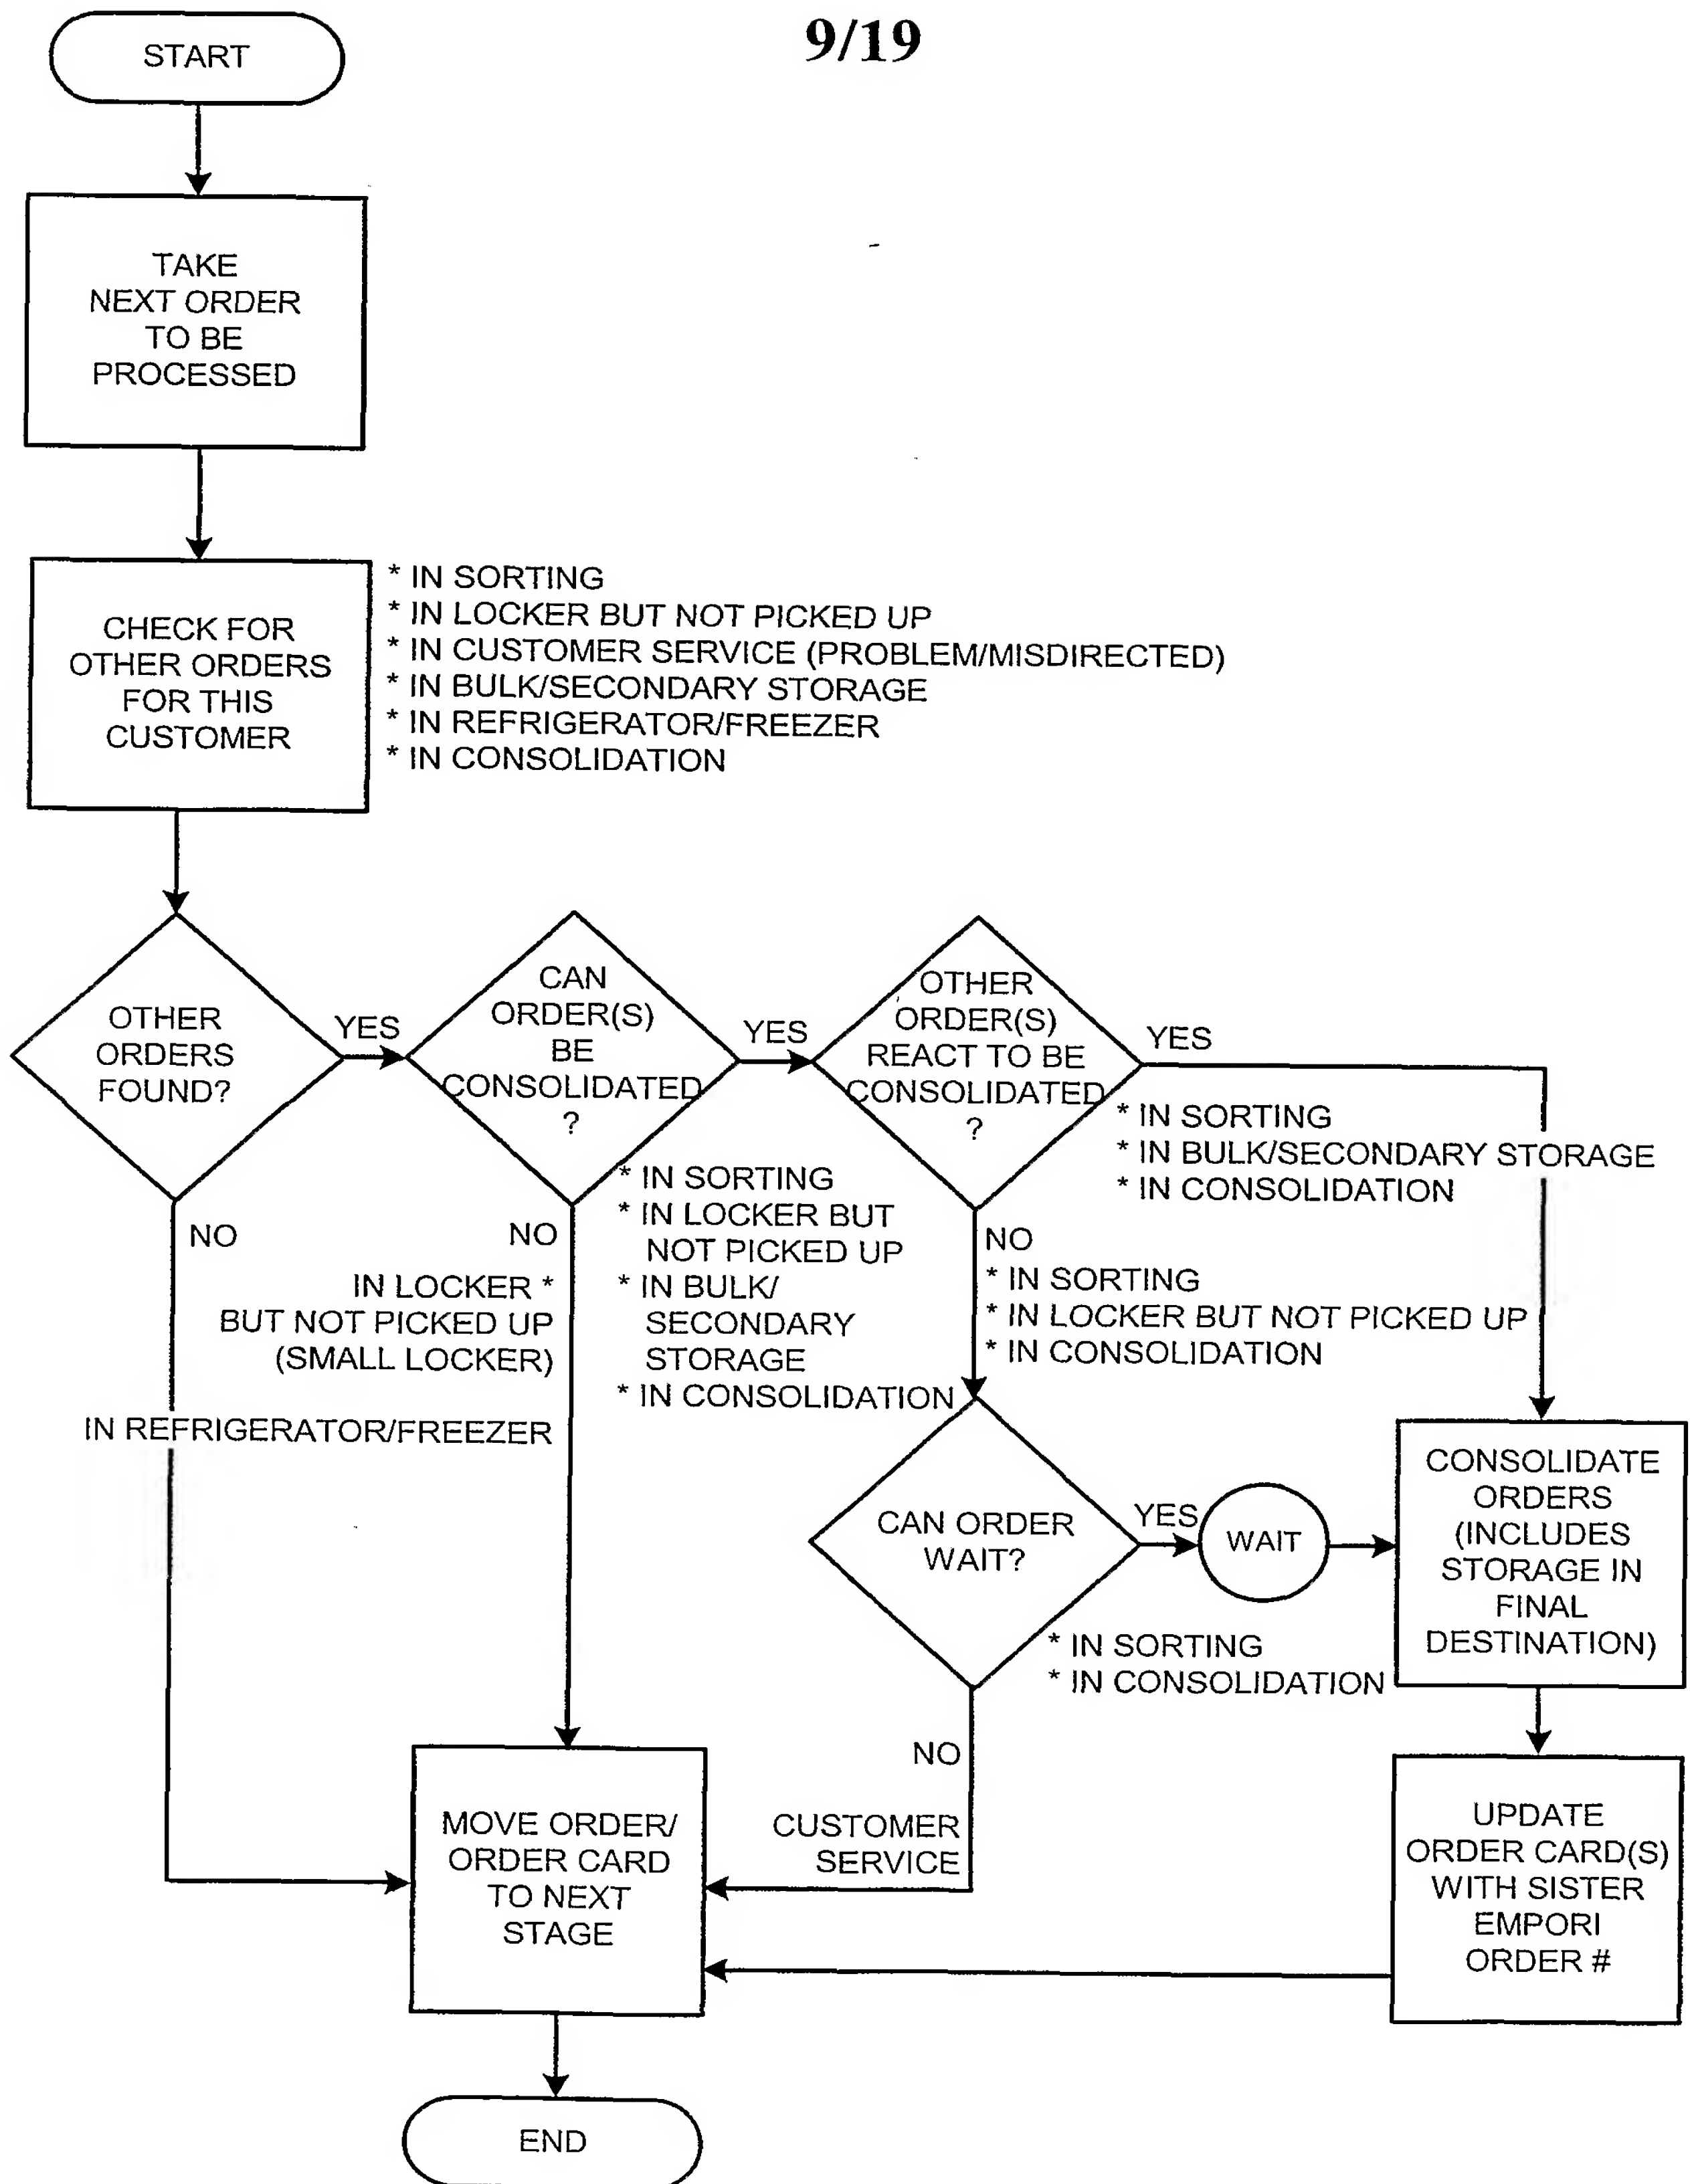 9/19
START
TAKE
NEXT ORDER
TO BE
PROCESSED
CHECK FOR
OTHER ORDERS
FOR THIS
CUSTOMER
* IN SORTING
* IN LOCKER BUT NOT PICKED UP
* IN CUSTOMER SERVICE (PROBLEM/MISDIRECTED)
* IN BULK/SECONDARY STORAGE
* IN REFRIGERATOR/FREEZER
* IN CONSOLIDATION
OTHER
ORDERS
FOUND?
YES
CAN
ORDER(S)
BE
CONSOLIDATED
?
YES
OTHER
ORDER(S)
REACT TO BE
CONSOLIDATED
?
YES
* IN SORTING
* IN BULK/SECONDARY STORAGE
* IN CONSOLIDATION
NO
NO
IN LOCKER *
BUT NOT PICKED UP
(SMALL LOCKER)
IN REFRIGERATOR/FREEZER
* IN SORTING
* IN LOCKER BUT
NOT PICKED UP
* IN BULK/
SECONDARY
STORAGE
* IN CONSOLIDATION
NO
* IN SORTING
* IN LOCKER BUT NOT PICKED UP
* IN CONSOLIDATION
CAN ORDER
WAIT?
YES
WAIT
* IN SORTING
* IN CONSOLIDATION
CONSOLIDATE
ORDERS
(INCLUDES
STORAGE IN
FINAL
DESTINATION)
NO
CUSTOMER
SERVICE
MOVE ORDER/
ORDER CARD
TO NEXT
STAGE
UPDATE
ORDER CARD(S)
WITH SISTER
EMPORI
ORDER #
END